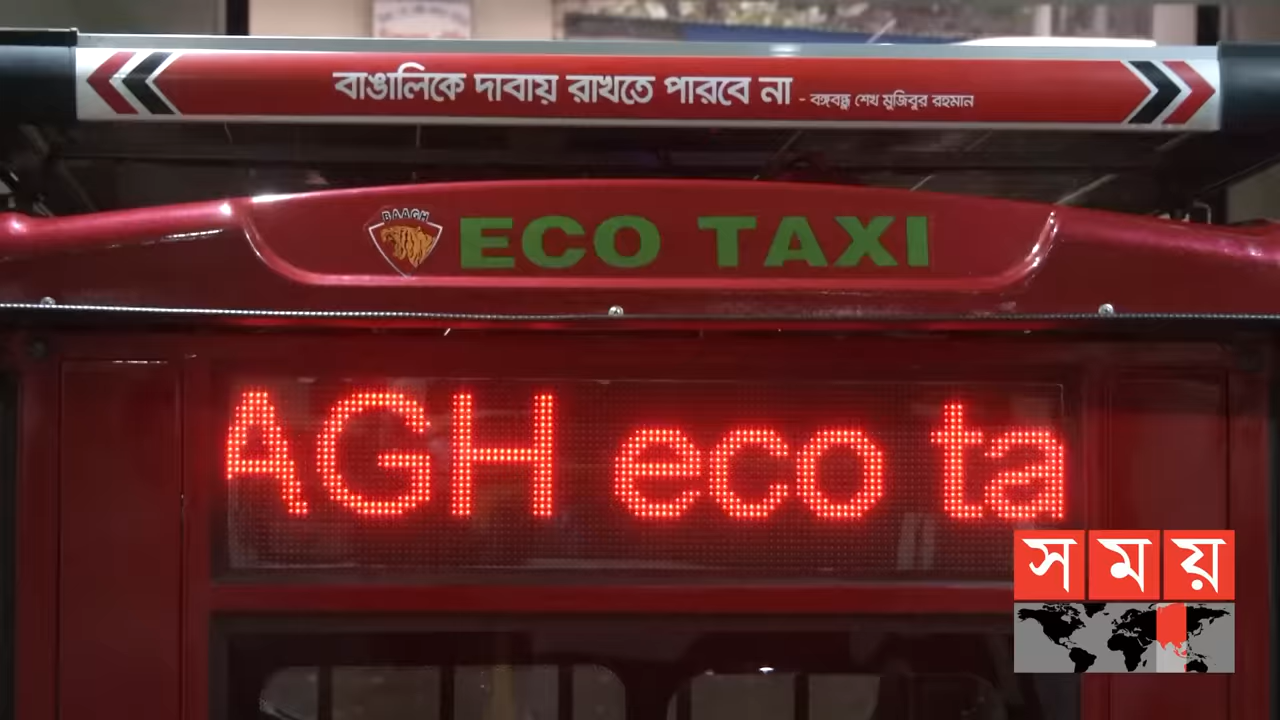 বাঙালিকে দাবায় রাখতে পারবে না - বঙ্গবন্ধু শেখ মুজিবুর রহমান
BAAGH ECO TAXI
AGH eco ta
সময়